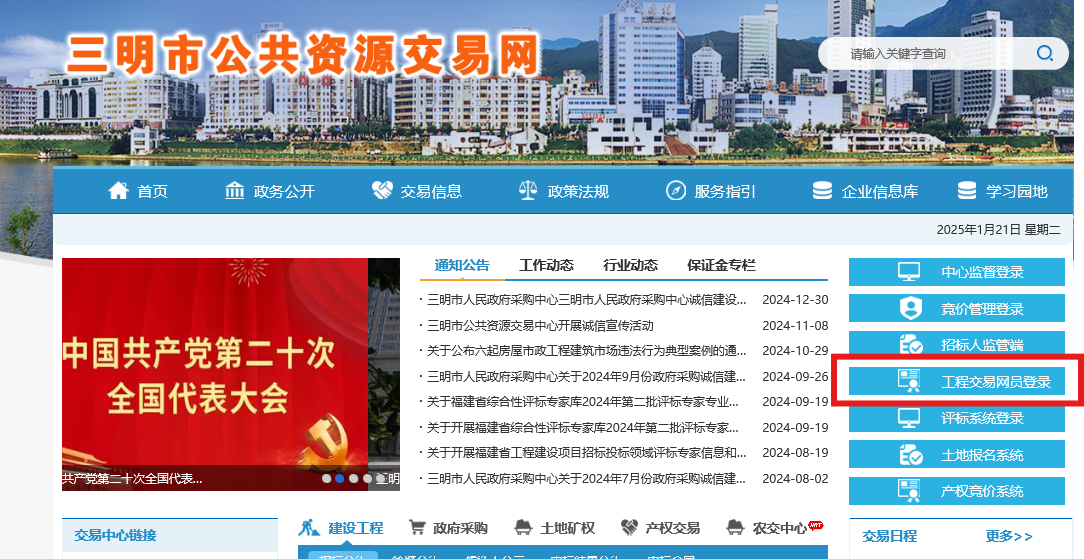 三明市公共资源交易网
请输入关键字查询
首页
政务公开
交易信息
政策法规
服务指引
企业信息库
学习园地
2025年1月21日 星期二
中国共产党第二十次
全国代表大会
共产党第二十次全国代表...
三明
通知公告
工作动态
行业动态
保证金专栏
· 三明市人民政府采购中心三明市人民政府采购中心诚信建设... 2024-12-30
· 三明市公共资源交易中心开展诚信宣传活动 2024-11-08
· 关于公布六起房屋市政工程建筑市场违法行为典型案例的通... 2024-10-29
· 三明市人民政府采购中心关于2024年9月份政府采购诚信建... 2024-09-26
· 关于福建省综合性评标专家库2024年第二批评标专家专业... 2024-09-19
· 关于开展福建省综合性评标专家库2024年第二批评标专家... 2024-09-19
· 关于开展福建省工程建设项目招标投标领域评标专家信息和... 2024-08-19
· 三明市人民政府采购中心关于2024年7月份政府采购诚信建... 2024-08-02
中心监督登录
竞价管理登录
招标人监管端
工程交易网员登录
评标系统登录
土地报名系统
产权竞价系统
交易中心链接
建设工程
政府采购
土地矿权
产权交易
农交中心
交易日程
更多>>